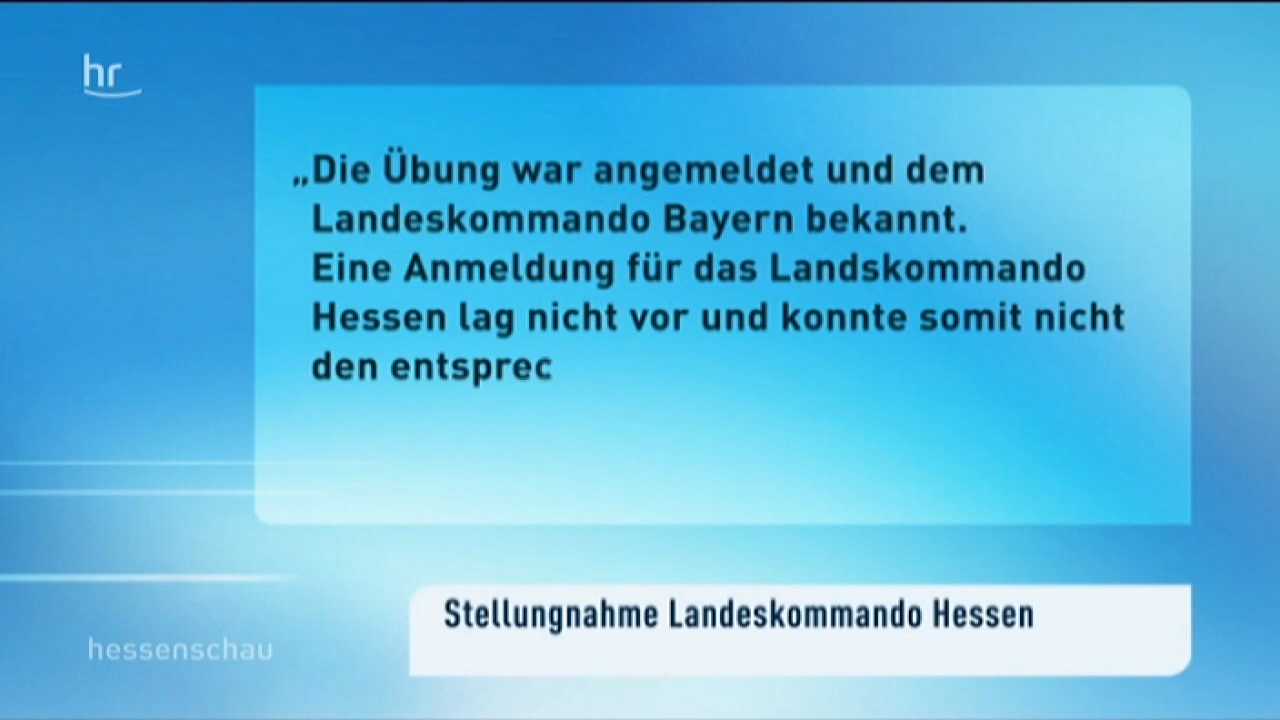 hr
„Die Übung war angemeldet und dem
Landeskommando Bayern bekannt.
Eine Anmeldung für das Landskommando
Hessen lag nicht vor und konnte somit nicht
den entsprec
Stellungnahme Landeskommando Hessen
hessenschau